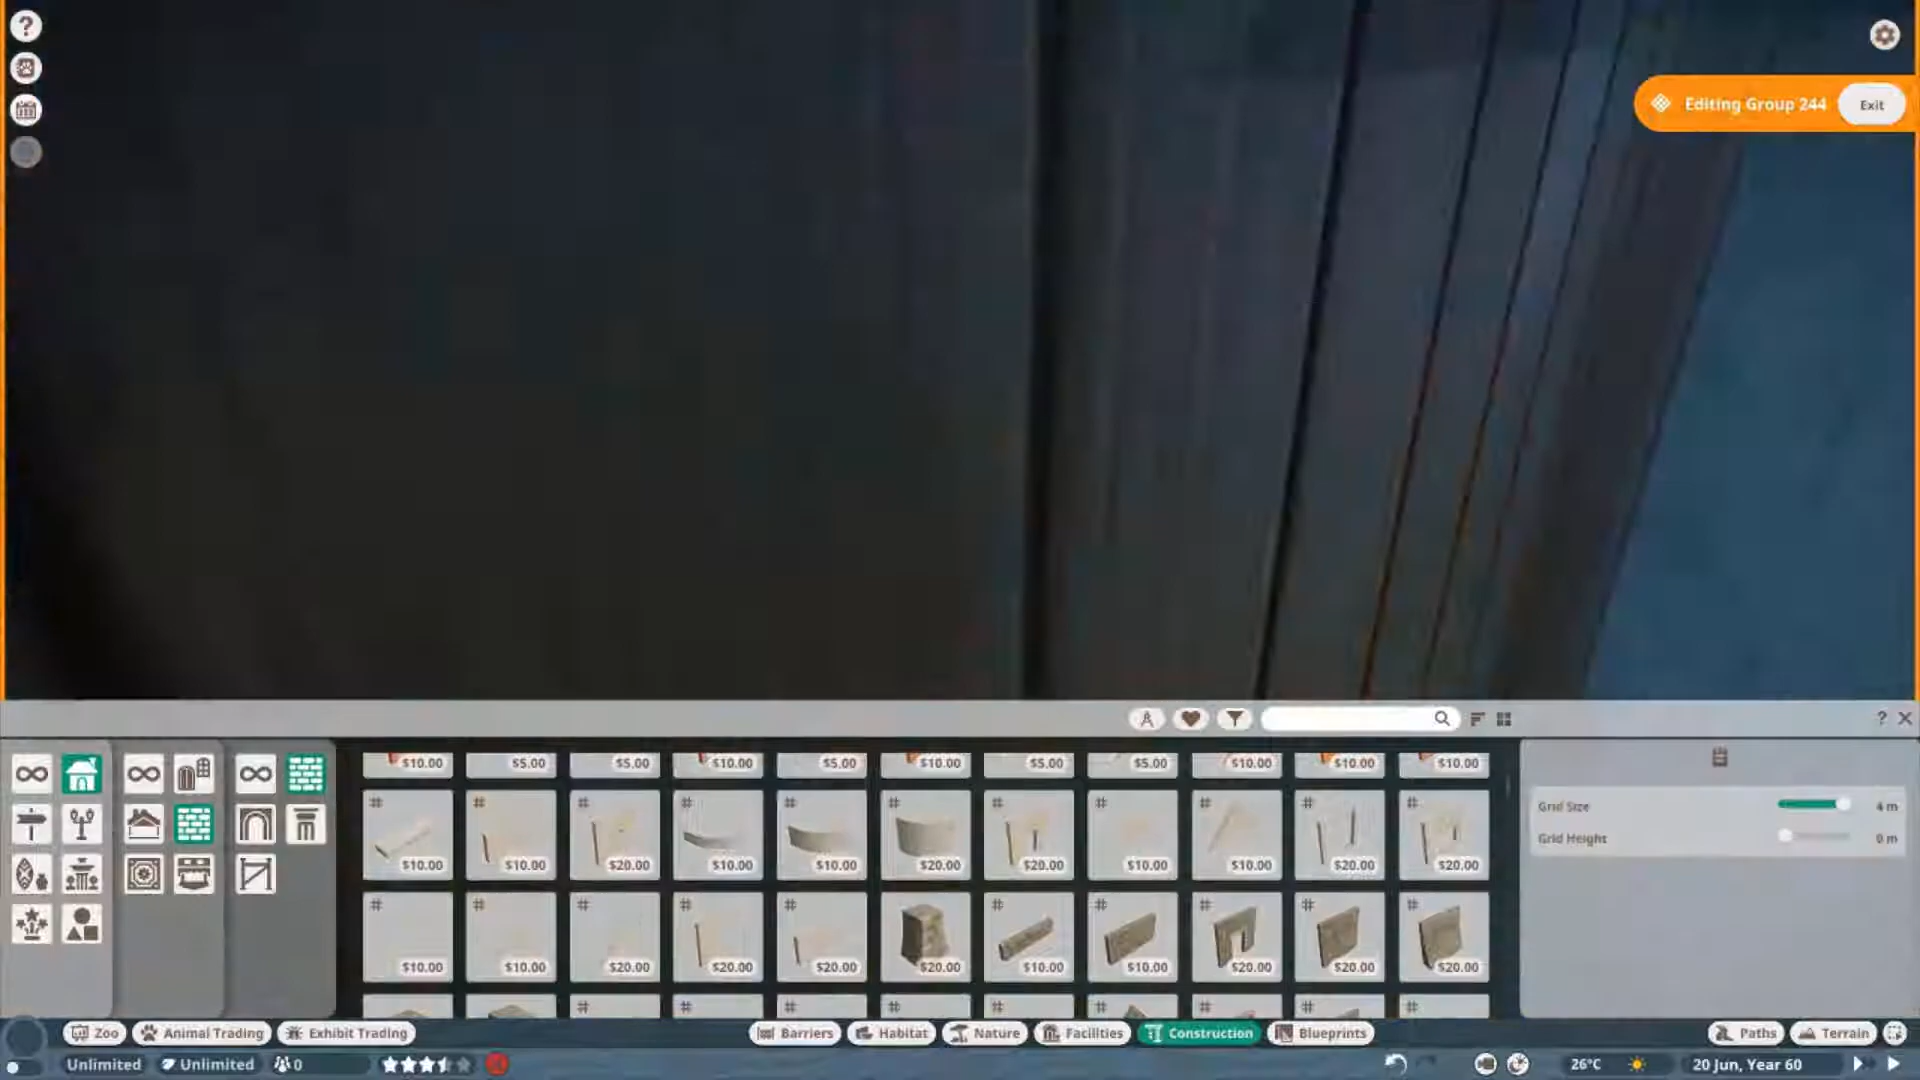 ?
Editing Group 244 Exit
? ×
$10.00 $5.00 $5.00 $10.00 $5.00 $10.00 $5.00 $5.00 $10.00 $10.00 $10.00
# # # # # # # # # # #
$10.00 $10.00 $20.00 $10.00 $10.00 $20.00 $20.00 $10.00 $10.00 $20.00 $20.00
Grid Size 4 m
Grid Height 0 m
# # # # # # # # # #
$10.00 $10.00 $20.00 $20.00 $20.00 $20.00 $10.00 $10.00 $20.00 $20.00 $20.00
# # # # # # # # #
Zoo Animal Trading Exhibit Trading Barriers Habitat Nature Facilities Construction Blueprints Paths Terrain
Unlimited Unlimited 0 26°C 20 Jun, Year 60